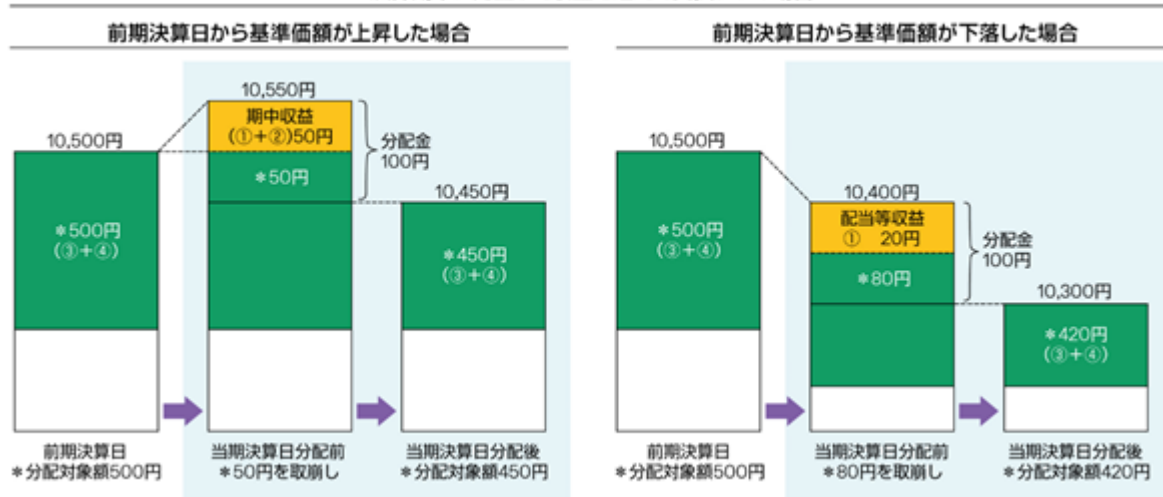 前期決算日から基準価額が上昇した場合
10,500円
*500円
(③+④)
10,550円
期中収益
(①+②)50円
*50円
分配金
100円
10,450円
*450円
(③+④)
前期決算日
*分配対象額500円
当期決算日分配前
*50円を取崩し
当期決算日分配後
*分配対象額450円
前期決算日から基準価額が下落した場合
10,500円
*500円
(③+④)
10,400円
配当等収益
① 20円
*80円
分配金
100円
10,300円
*420円
(③+④)
前期決算日
*分配対象額500円
当期決算日分配前
*80円を取崩し
当期決算日分配後
*分配対象額420円